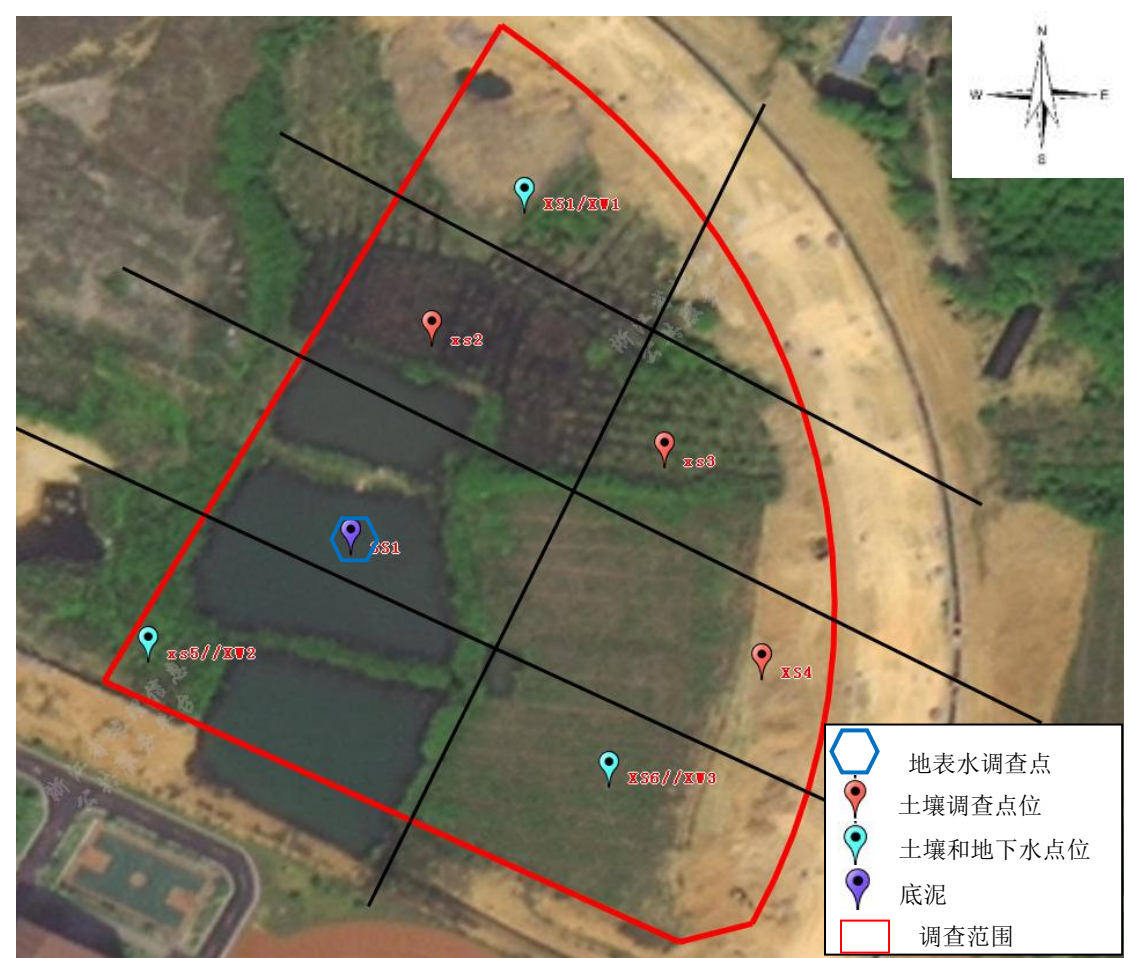 N
W E
S
XS1/XW1
xs2
xs3
SS1
xs5//XW2
XS4
XS6//XW3
地表水调查点
土壤调查点位
土壤和地下水点位
底泥
调查范围